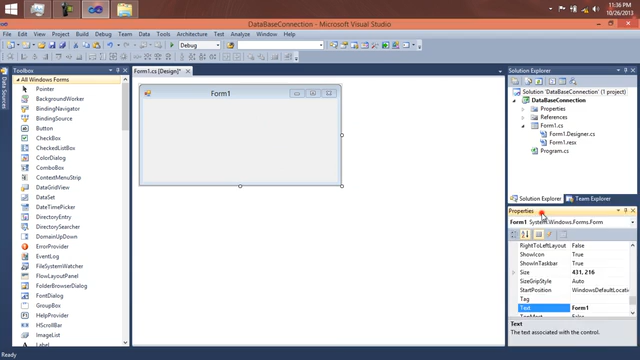 11:36 PM
10/26/2013
DataBaseConnection - Microsoft Visual Studio
File Edit View Project Build Debug Team Data Tools Architecture Test Analyze Window Help
Debug
Toolbox
Form1.cs [Design]*
Solution Explorer
Data Sources
All Windows Forms
Pointer
BackgroundWorker
BindingNavigator
BindingSource
Button
CheckBox
CheckedListBox
ColorDialog
ComboBox
ContextMenuStrip
DataGridView
DataSet
DateTimePicker
DirectoryEntry
DirectorySearcher
DomainUpDown
ErrorProvider
EventLog
FileSystemWatcher
FlowLayoutPanel
FolderBrowserDialog
FontDialog
GroupBox
HelpProvider
HScrollBar
ImageList
Form1
Solution 'DataBaseConnection' (1 project)
DataBaseConnection
Properties
References
Form1.cs
Form1.Designer.cs
Form1.resx
Program.cs
Solution Explorer
Team Explorer
Properties
Form1 System.Windows.Forms.Form
RightToLeftLayout False
ShowIcon True
ShowInTaskbar True
Size 431, 216
SizeGripStyle Auto
StartPosition WindowsDefaultLocati
Tag
Text Form1
TopMost False
Text
The text associated with the control.